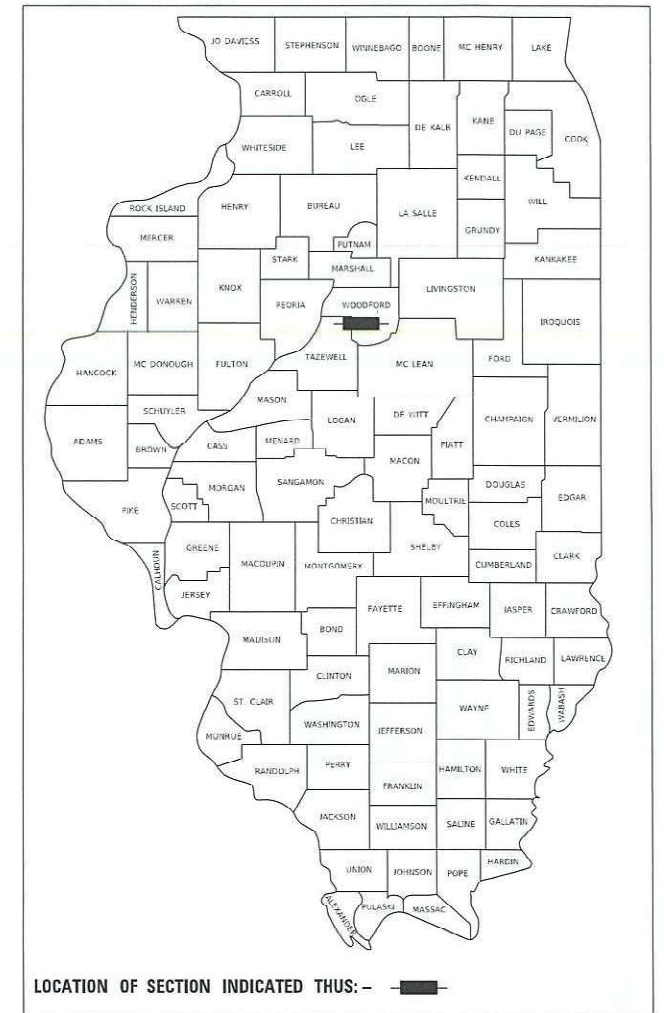 JO DAVIESS STEPHENSON WINNEBAGO BOONE MC HENRY LAKE
CARROLL OGLE
DE KALB KANE DU PAGE COOK
WHITESIDE LEE
KENDALL
ROCK ISLAND HENRY BUREAU LA SALLE WILL
MERCER GRUNDY
PUTNAM
STARK MARSHALL KANKAKEE
HENDERSON WARREN KNOX PEORIA WOODFORD LIVINGSTON
IROQUOIS
HANCOCK MC DONOUGH FULTON TAZEWELL MC LEAN FORD
MASON
SCHUYLER LOGAN DE WITT CHAMPAIGN VERMILION
ADAMS BROWN CASS MENARD PIATT
MACON
MORGAN SANGAMON DOUGLAS
PIKE SCOTT MOULTRIE EDGAR
CHRISTIAN COLES
CALHOUN GREENE MACOUPIN MONTGOMERY SHELBY CUMBERLAND CLARK
JERSEY
FAYETTE EFFINGHAM JASPER CRAWFORD
MADISON BOND
CLAY RICHLAND LAWRENCE
CLINTON MARION
ST. CLAIR WAYNE EDWARDS WABASH
WASHINGTON JEFFERSON
MONROE
RANDOLPH PERRY HAMILTON WHITE
FRANKLIN
JACKSON WILLIAMSON SALINE GALLATIN
UNION JOHNSON POPE HARDIN
ALEXANDER PULASKI MASSAC
LOCATION OF SECTION INDICATED THUS: –